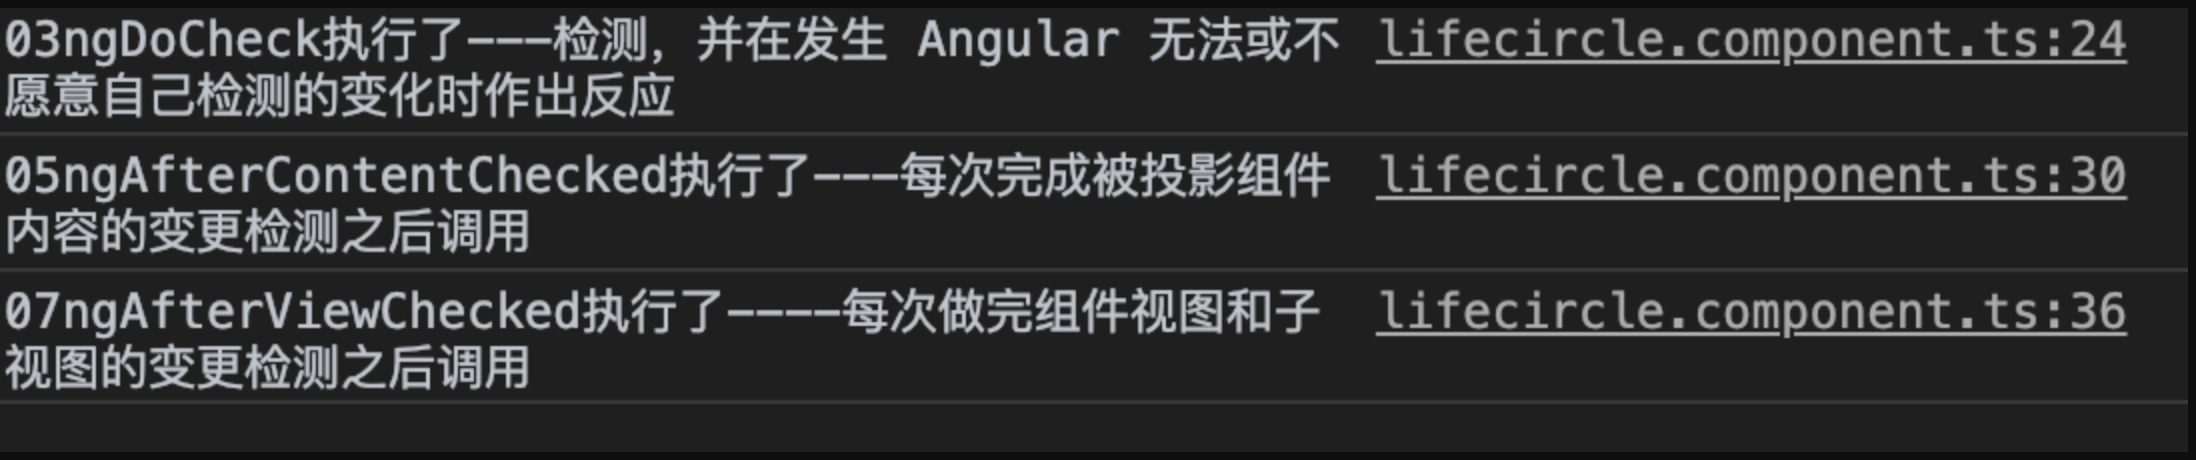 03ngDoCheck执行了---检测，并在发生 Angular 无法或不 lifecircle.component.ts:24
愿意自己检测的变化时作出反应
05ngAfterContentChecked执行了---每次完成被投影组件 lifecircle.component.ts:30
内容的变更检测之后调用
07ngAfterViewChecked执行了----每次做完组件视图和子 lifecircle.component.ts:36
视图的变更检测之后调用